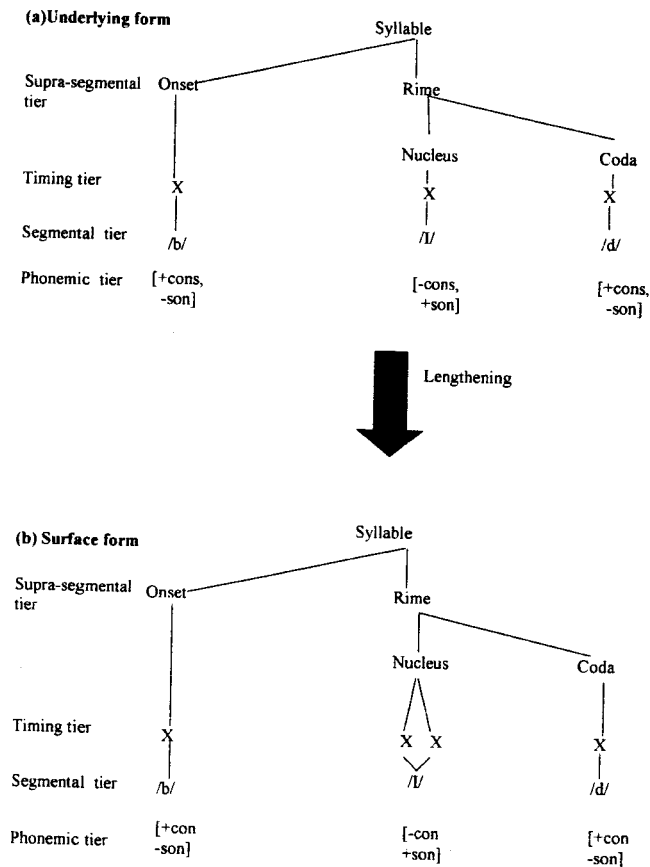 (a)Underlying form
Syllable
Supra-segmental tier
Onset
Rime
Nucleus
Coda
Timing tier
X
X
X
Segmental tier
/b/
/I/
/d/
Phonemic tier
[+cons,
-son]
[-cons,
+son]
[+cons,
-son]
Lengthening
(b) Surface form
Syllable
Supra-segmental
tier
Onset
Rime
Nucleus
Coda
Timing tier
X
X X
X
Segmental tier
/b/
/I/
/d/
Phonemic tier
[+con
-son]
[-con
+son]
[+con
-son]